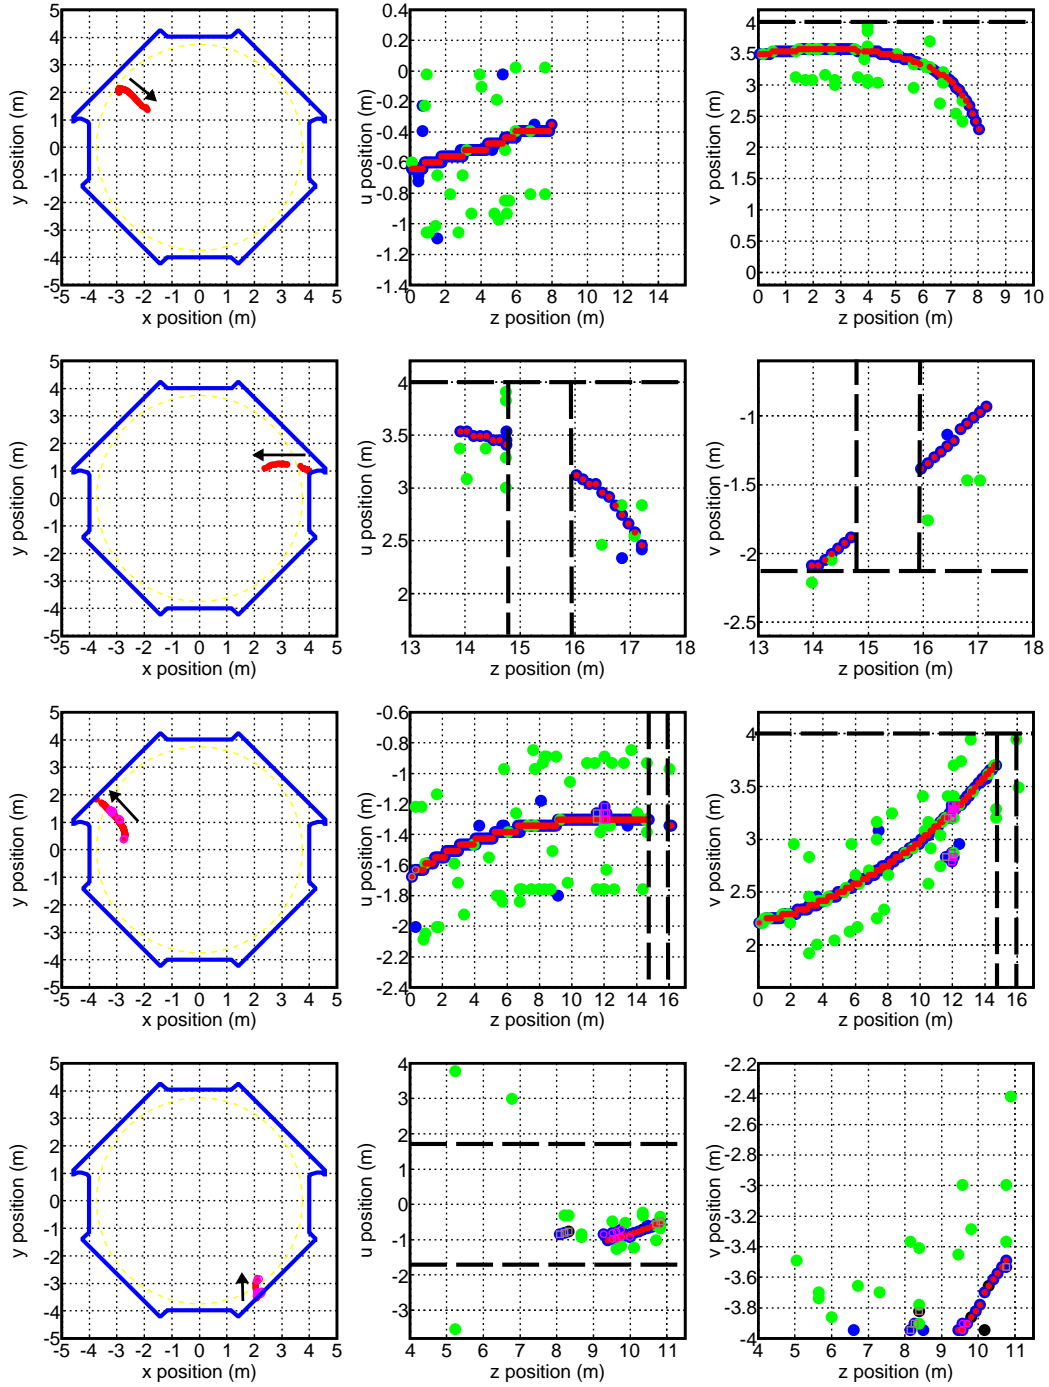 y position (m)
5
4
3
2
1
0
-1
-2
-3
-4
-5
-5 -4 -3 -2 -1 0 1 2 3 4 5
x position (m)
u position (m)
0.4
0.2
0
-0.2
-0.4
-0.6
-0.8
-1
-1.2
-1.4
0 2 4 6 8 10 12 14
z position (m)
v position (m)
4
3.5
3
2.5
2
1.5
1
0.5
0
0 1 2 3 4 5 6 7 8 9 10
z position (m)
y position (m)
5
4
3
2
1
0
-1
-2
-3
-4
-5
-5 -4 -3 -2 -1 0 1 2 3 4 5
x position (m)
u position (m)
4
3.5
3
2.5
2
13 14 15 16 17 18
z position (m)
v position (m)
-1
-1.5
-2
-2.5
13 14 15 16 17 18
z position (m)
y position (m)
5
4
3
2
1
0
-1
-2
-3
-4
-5
-5 -4 -3 -2 -1 0 1 2 3 4 5
x position (m)
u position (m)
-0.6
-0.8
-1
-1.2
-1.4
-1.6
-1.8
-2
-2.2
-2.4
0 2 4 6 8 10 12 14 16
z position (m)
v position (m)
4
3.5
3
2.5
2
0 2 4 6 8 10 12 14 16
z position (m)
y position (m)
5
4
3
2
1
0
-1
-2
-3
-4
-5
-5 -4 -3 -2 -1 0 1 2 3 4 5
x position (m)
u position (m)
4
3
2
1
0
-1
-2
-3
-4
4 5 6 7 8 9 10 11
z position (m)
v position (m)
-2.2
-2.4
-2.6
-2.8
-3
-3.2
-3.4
-3.6
-3.8
-4
4 5 6 7 8 9 10 11
z position (m)